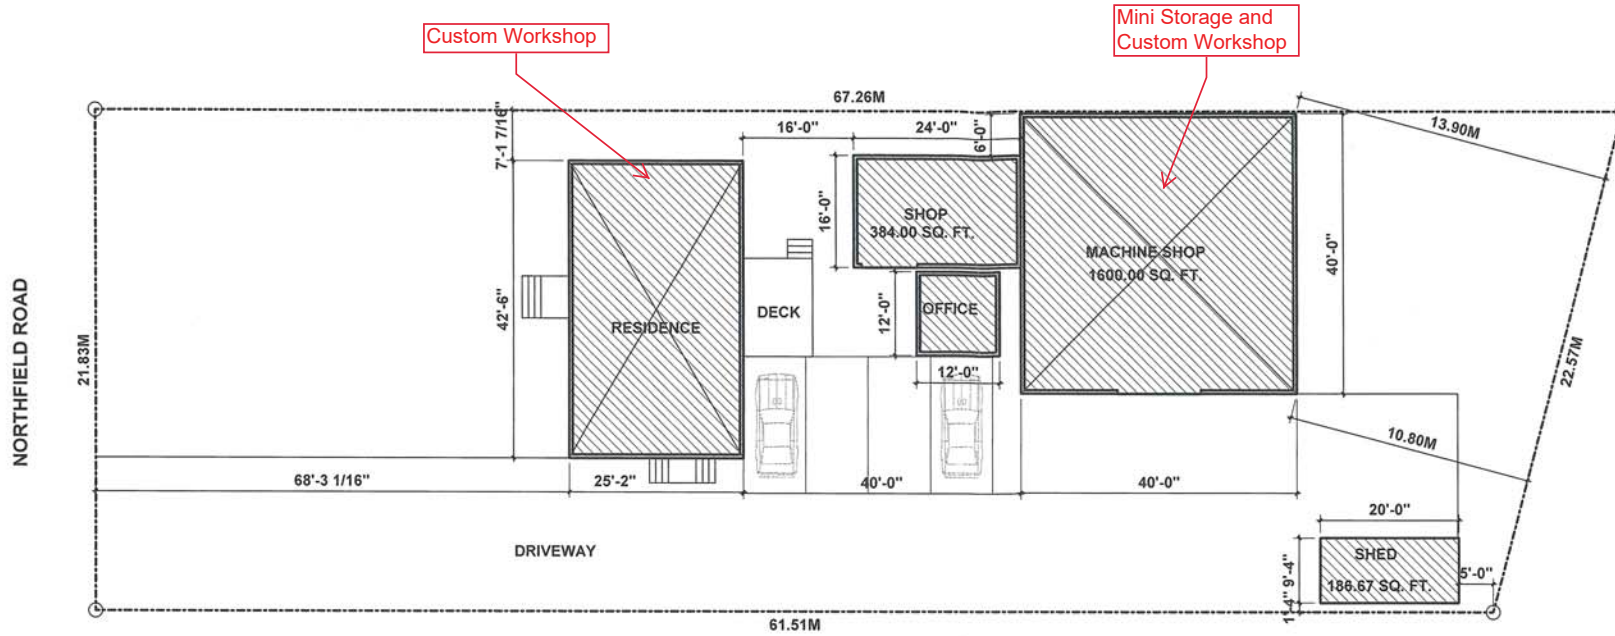 Custom Workshop
Mini Storage and
Custom Workshop
67.26M
13.90M
7'-1 7/16"
16'-0"
24'-0"
6'-0"
16'-0"
SHOP
384.00 SQ. FT.
MACHINE SHOP
1600.00 SQ. FT.
40'-0"
NORTHFIELD ROAD
21.83M
42'-6"
RESIDENCE
DECK
12'-0"
OFFICE
12'-0"
22.57M
10.80M
68'-3 1/16"
25'-2"
40'-0"
40'-0"
20'-0"
DRIVEWAY
9'-4"
SHED
186.67 SQ. FT.
5'-0"
1'-4"
61.51M